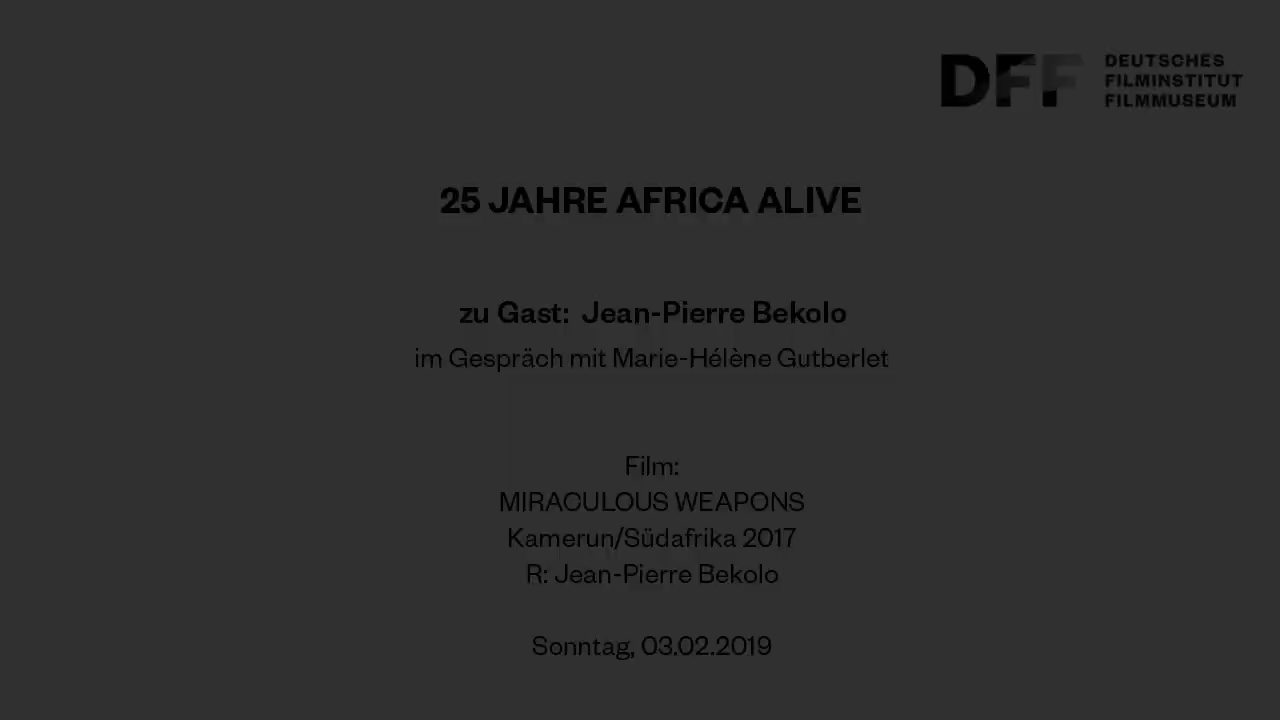 DFF
DEUTSCHES
FILMINSTITUT
FILMMUSEUM
25 JAHRE AFRICA ALIVE
zu Gast: Jean-Pierre Bekolo
im Gespräch mit Marie-Hélène Gutberlet
Film:
MIRACULOUS WEAPONS
Kamerun/Südafrika 2017
R: Jean-Pierre Bekolo
Sonntag, 03.02.2019